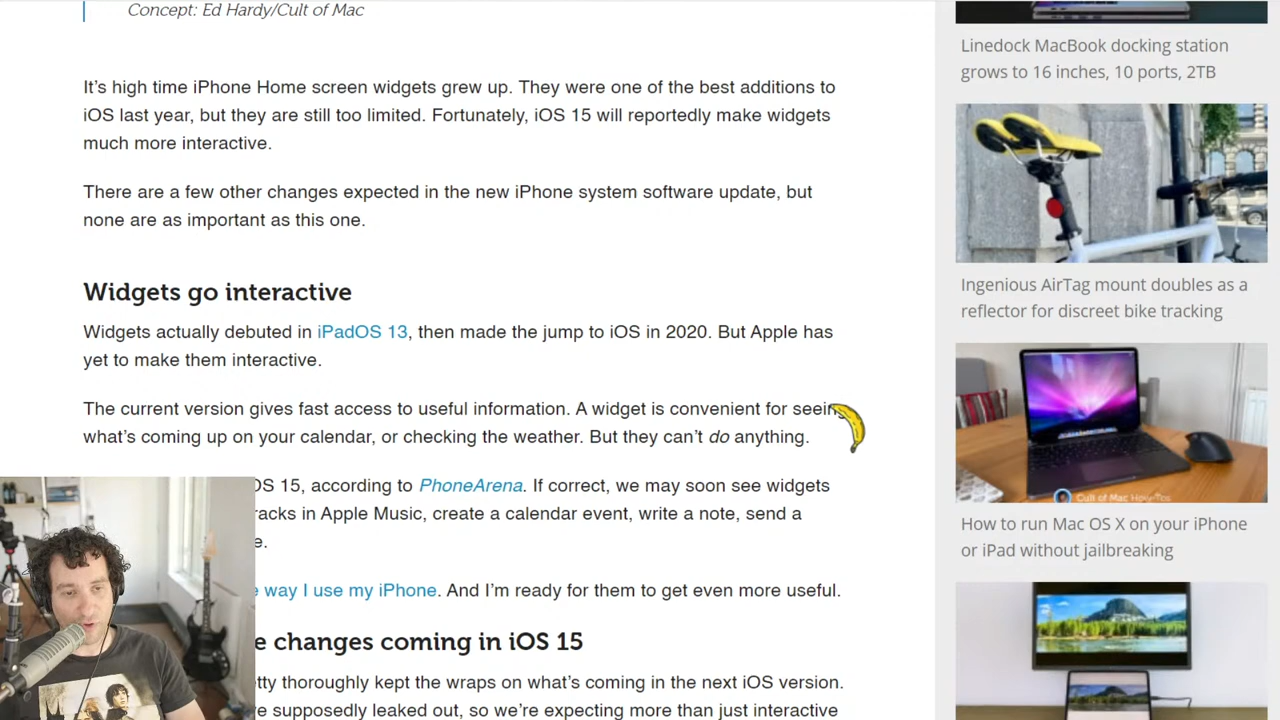 Concept: Ed Hardy/Cult of Mac
It’s high time iPhone Home screen widgets grew up. They were one of the best additions to
iOS last year, but they are still too limited. Fortunately, iOS 15 will reportedly make widgets
much more interactive.
There are a few other changes expected in the new iPhone system software update, but
none are as important as this one.
Widgets go interactive
Widgets actually debuted in iPadOS 13, then made the jump to iOS in 2020. But Apple has
yet to make them interactive.
The current version gives fast access to useful information. A widget is convenient for seeing
what’s coming up on your calendar, or checking the weather. But they can’t do anything.
OS 15, according to PhoneArena. If correct, we may soon see widgets
racks in Apple Music, create a calendar event, write a note, send a
e.
e way I use my iPhone. And I’m ready for them to get even more useful.
e changes coming in iOS 15
etty thoroughly kept the wraps on what’s coming in the next iOS version.
e supposedly leaked out, so we’re expecting more than just interactive
Linedock MacBook docking station
grows to 16 inches, 10 ports, 2TB
Ingenious AirTag mount doubles as a
reflector for discreet bike tracking
Cult of Mac How-Tos
How to run Mac OS X on your iPhone
or iPad without jailbreaking